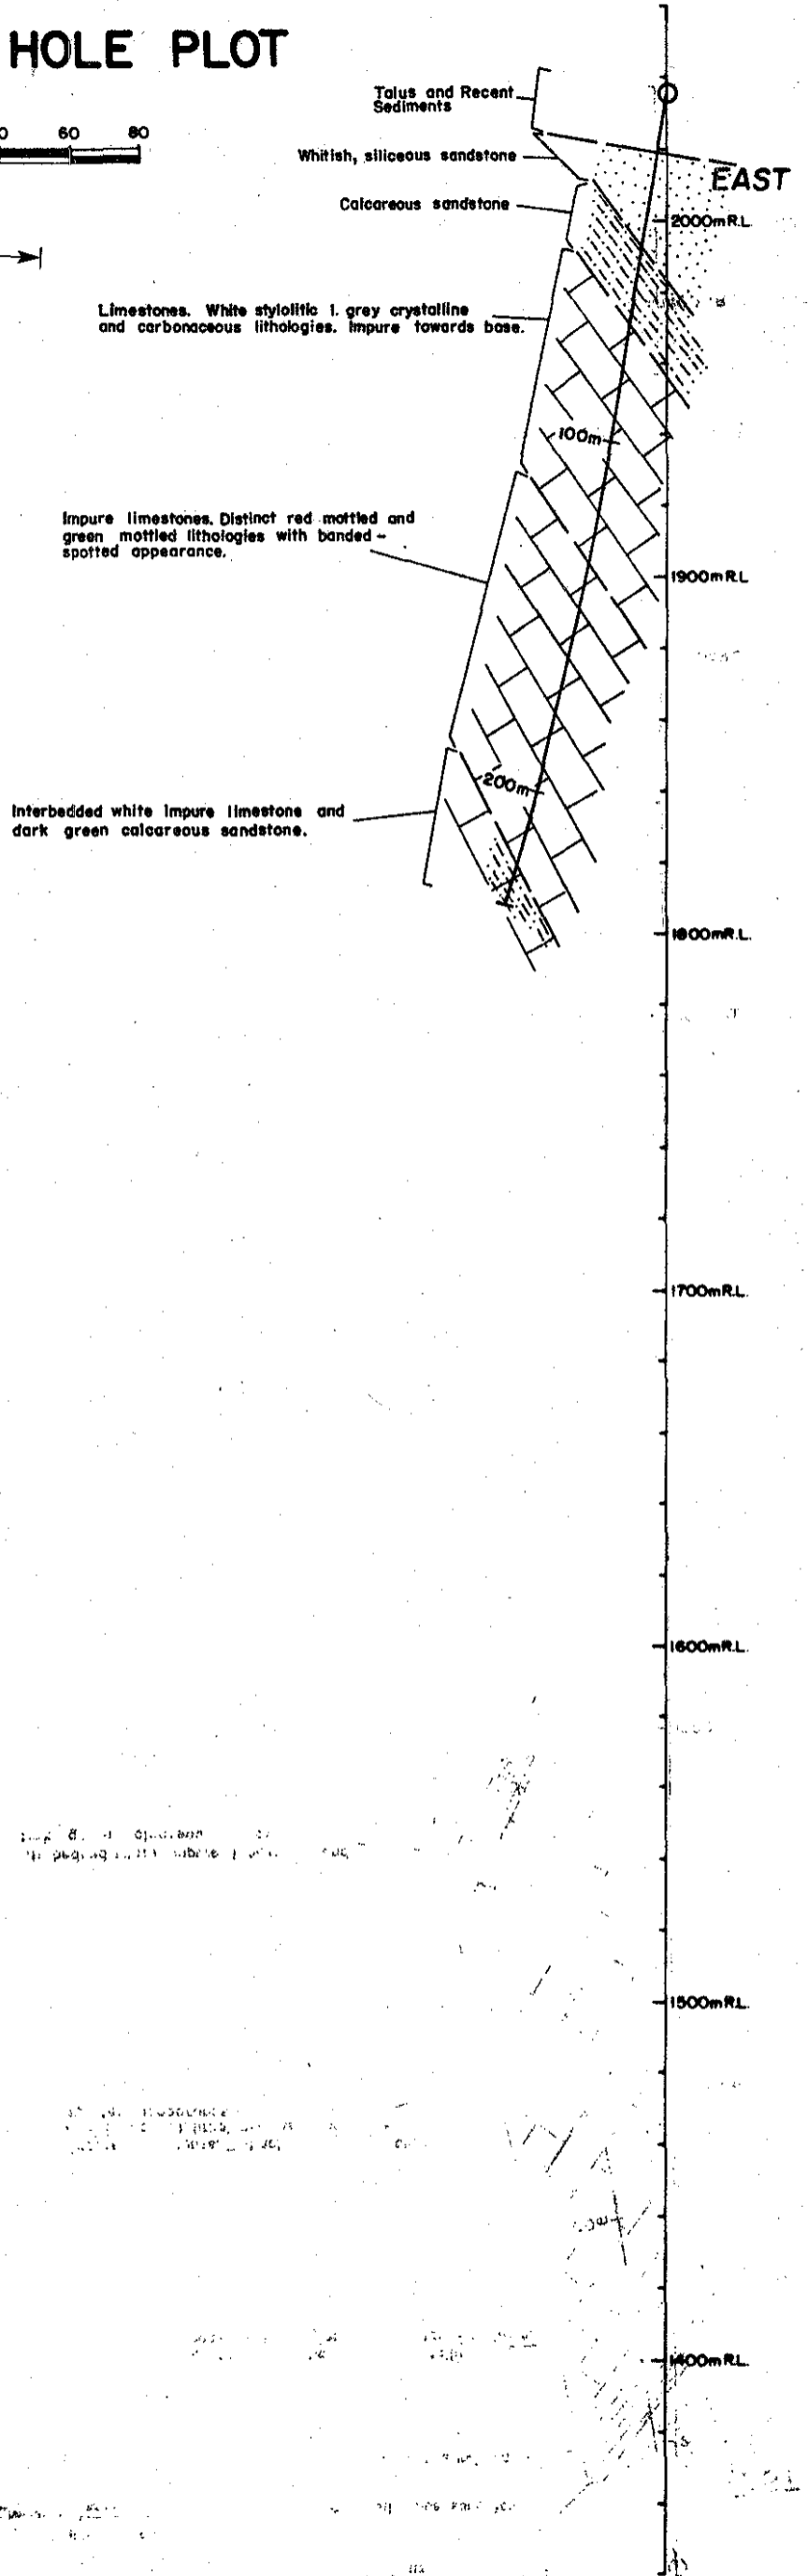 HOLE PLOT
60 80
Talus and Recent
Sediments
Whitish, siliceous sandstone
EAST
Calcareous sandstone
2000mR.L.
Limestones. White stylolitic 1. grey crystalline
and carbonaceous lithologies. Impure towards base.
100m
Impure limestones. Distinct red mottled and
green mottled lithologies with banded -
spotted appearance.
1900mR.L
200m
Interbedded white impure limestone and
dark green calcareous sandstone.
1800mR.L.
1700mR.L.
1600mR.L.
1500mR.L.
1400mR.L.